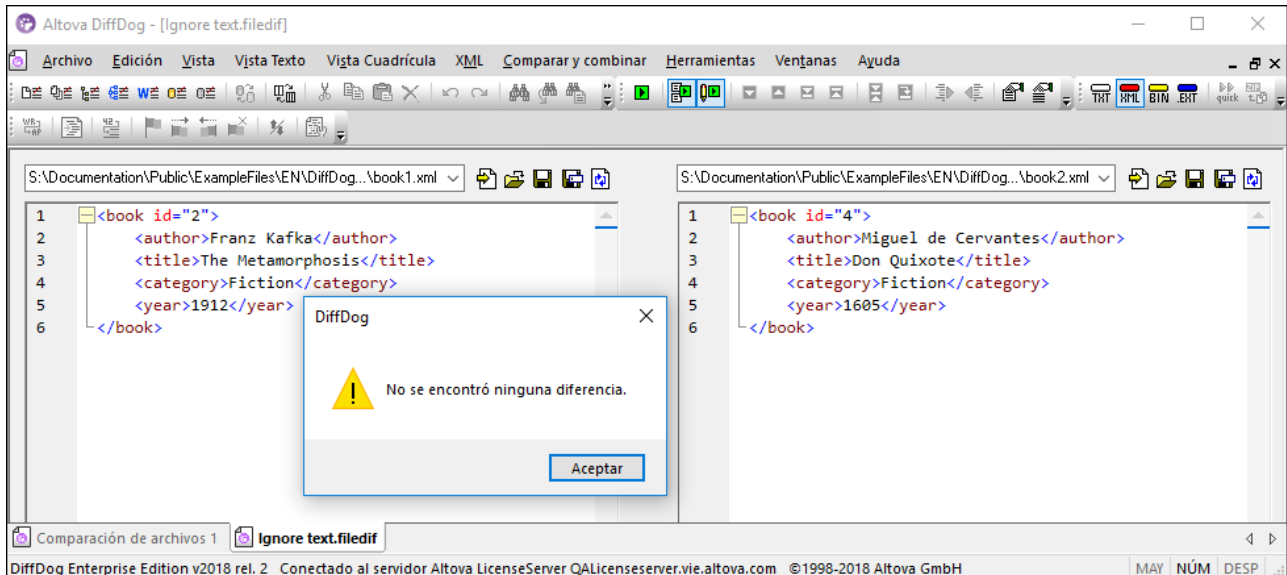 Altova DiffDog - [Ignore text.filedif]
Archivo Edición Vista Vista Texto Vista Cuadrícula XML Comparar y combinar Herramientas Ventanas Ayuda
TXT XML BIN .EXT quick
S:\Documentation\Public\ExampleFiles\EN\DiffDog...\book1.xml
1 <book id="2">
2 <author>Franz Kafka</author>
3 <title>The Metamorphosis</title>
4 <category>Fiction</category>
5 <year>1912</year>
6 </book>
S:\Documentation\Public\ExampleFiles\EN\DiffDog...\book2.xml
1 <book id="4">
2 <author>Miguel de Cervantes</author>
3 <title>Don Quixote</title>
4 <category>Fiction</category>
5 <year>1605</year>
6 </book>
DiffDog
No se encontró ninguna diferencia.
Aceptar
Comparación de archivos 1 Ignore text.filedif
DiffDog Enterprise Edition v2018 rel. 2 Conectado al servidor Altova LicenseServer QALicenseserver.vie.altova.com ©1998-2018 Altova GmbH MAY NÚM DESP